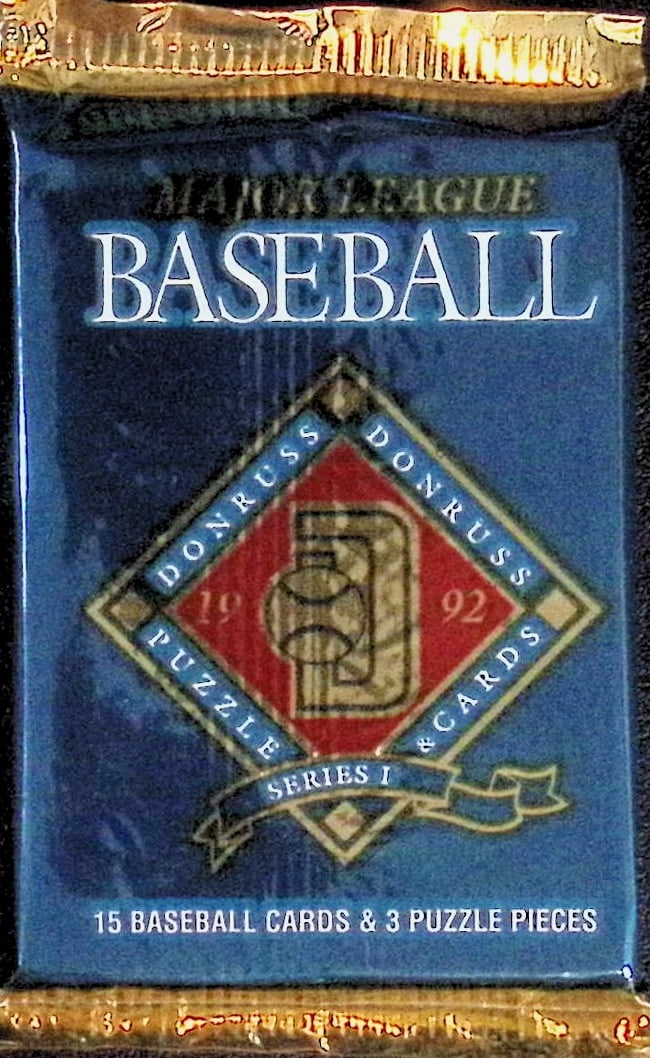 MAJOR LEAGUE
BASEBALL
DONRUSS DONRUSS
19 92
PUZZLE & CARDS
SERIES I
15 BASEBALL CARDS & 3 PUZZLE PIECES